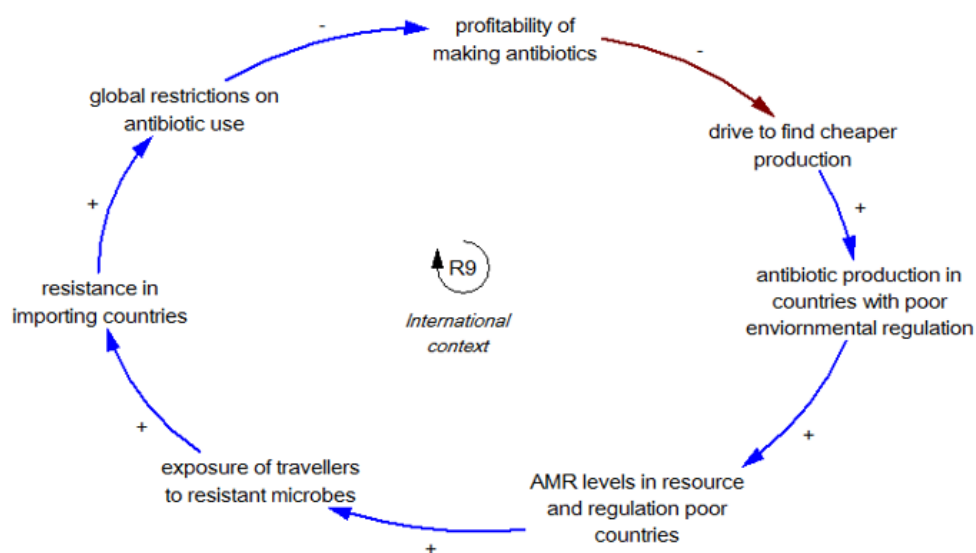 -
profitability of
making antibiotics
-
global restrictions on
antibiotic use
drive to find cheaper
production
+
+
R9
antibiotic production in
countries with poor
enviornmental regulation
resistance in
importing countries
International
context
+
+
exposure of travellers
to resistant microbes
AMR levels in resource
and regulation poor
countries
+